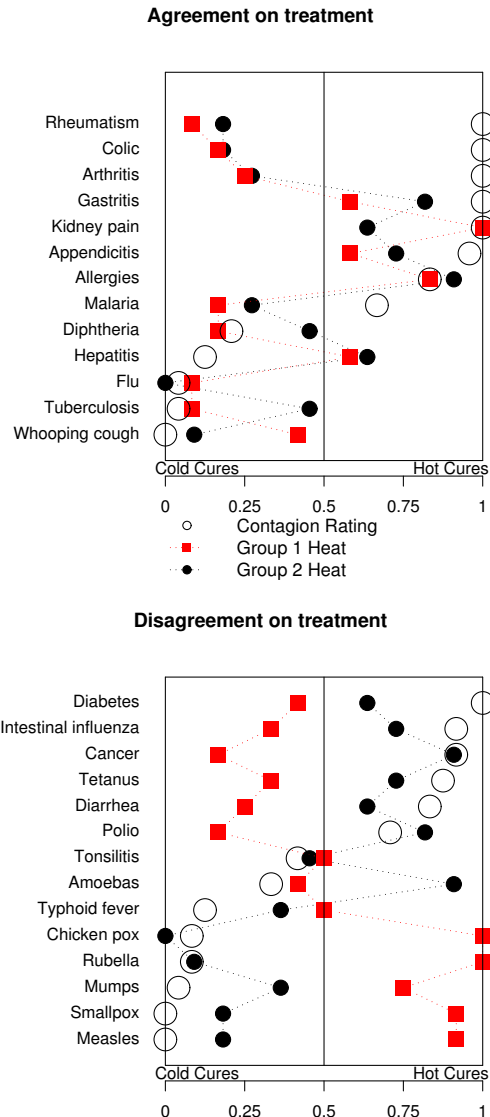 Agreement on treatment
Rheumatism
Colic
Arthritis
Gastritis
Kidney pain
Appendicitis
Allergies
Malaria
Diphtheria
Hepatitis
Flu
Tuberculosis
Whooping cough
Cold Cures Hot Cures
0 0.25 0.5 0.75 1
Contagion Rating
Group 1 Heat
Group 2 Heat
Disagreement on treatment
Diabetes
Intestinal influenza
Cancer
Tetanus
Diarrhea
Polio
Tonsilitis
Amoebas
Typhoid fever
Chicken pox
Rubella
Mumps
Smallpox
Measles
Cold Cures Hot Cures
0 0.25 0.5 0.75 1